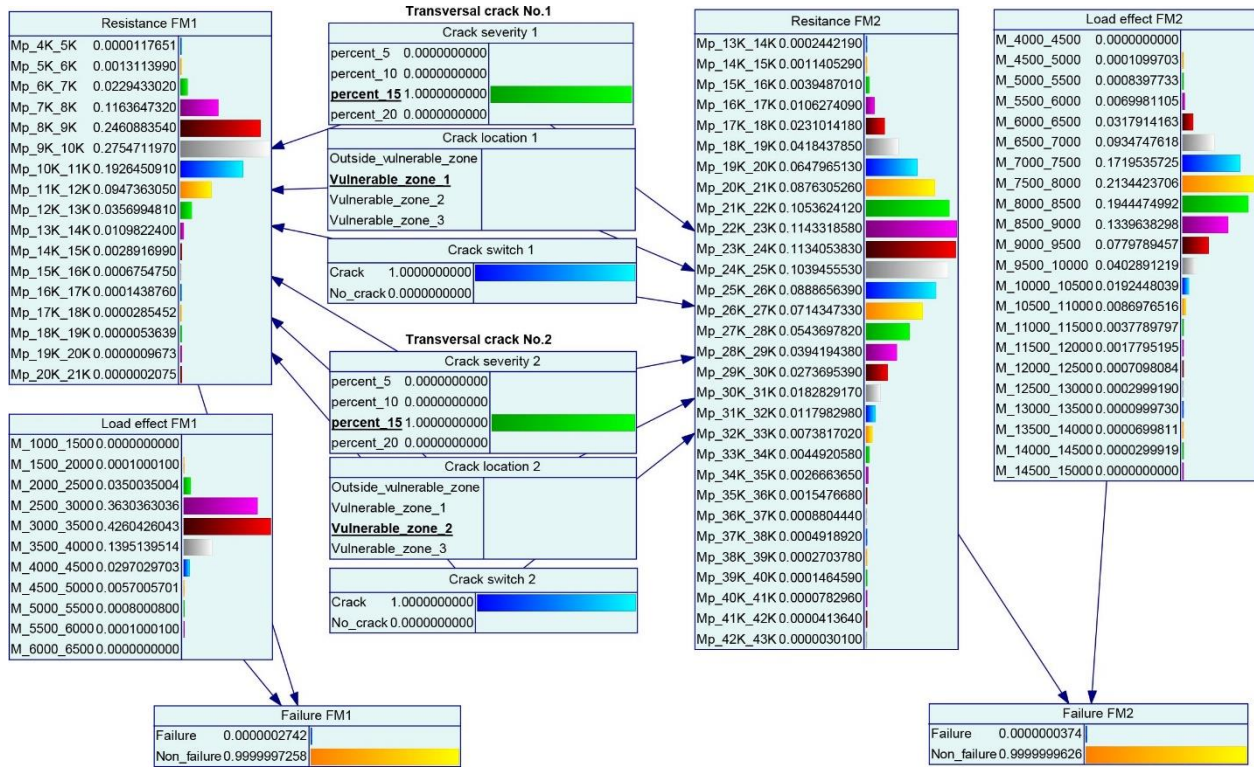 Resistance FM1
Mp_4K_5K 0.0000117651
Mp_5K_6K 0.0013113990
Mp_6K_7K 0.0229433020
Mp_7K_8K 0.1163647320
Mp_8K_9K 0.2460883540
Mp_9K_10K 0.2754711970
Mp_10K_11K 0.1926450910
Mp_11K_12K 0.0947363050
Mp_12K_13K 0.0356994810
Mp_13K_14K 0.0109822400
Mp_14K_15K 0.0028916990
Mp_15K_16K 0.0006754750
Mp_16K_17K 0.0001438760
Mp_17K_18K 0.0000285452
Mp_18K_19K 0.0000053639
Mp_19K_20K 0.0000009673
Mp_20K_21K 0.0000002075
Load effect FM1
M_1000_1500 0.0000000000
M_1500_2000 0.0001000100
M_2000_2500 0.0350035004
M_2500_3000 0.3630363036
M_3000_3500 0.4260426043
M_3500_4000 0.1395139514
M_4000_4500 0.0297029703
M_4500_5000 0.0057005701
M_5000_5500 0.0008000800
M_5500_6000 0.0001000100
M_6000_6500 0.0000000000
Transversal crack No.1
Crack severity 1
percent_5 0.0000000000
percent_10 0.0000000000
percent_15 1.0000000000
percent_20 0.0000000000
Crack location 1
Outside_vulnerable_zone
Vulnerable_zone_1
Vulnerable_zone_2
Vulnerable_zone_3
Crack switch 1
Crack 1.0000000000
No_crack 0.0000000000
Transversal crack No.2
Crack severity 2
percent_5 0.0000000000
percent_10 0.0000000000
percent_15 1.0000000000
percent_20 0.0000000000
Crack location 2
Outside_vulnerable_zone
Vulnerable_zone_1
Vulnerable_zone_2
Vulnerable_zone_3
Crack switch 2
Crack 1.0000000000
No_crack 0.0000000000
Resitance FM2
Mp_13K_14K 0.0002442190
Mp_14K_15K 0.0011405290
Mp_15K_16K 0.0039487010
Mp_16K_17K 0.0106274090
Mp_17K_18K 0.0231014180
Mp_18K_19K 0.0418437850
Mp_19K_20K 0.0647965130
Mp_20K_21K 0.0876305260
Mp_21K_22K 0.1053624120
Mp_22K_23K 0.1143318580
Mp_23K_24K 0.1134053830
Mp_24K_25K 0.1039455530
Mp_25K_26K 0.0888656390
Mp_26K_27K 0.0714347330
Mp_27K_28K 0.0543697820
Mp_28K_29K 0.0394194380
Mp_29K_30K 0.0273695390
Mp_30K_31K 0.0182829170
Mp_31K_32K 0.0117982980
Mp_32K_33K 0.0073817020
Mp_33K_34K 0.0044920580
Mp_34K_35K 0.0026663650
Mp_35K_36K 0.0015476680
Mp_36K_37K 0.0008804440
Mp_37K_38K 0.0004918920
Mp_38K_39K 0.0002703780
Mp_39K_40K 0.0001464590
Mp_40K_41K 0.0000782960
Mp_41K_42K 0.0000413640
Mp_42K_43K 0.0000030100
Load effect FM2
M_4000_4500 0.0000000000
M_4500_5000 0.0001099703
M_5000_5500 0.0008397733
M_5500_6000 0.0069981105
M_6000_6500 0.0317914163
M_6500_7000 0.0934747618
M_7000_7500 0.1719535725
M_7500_8000 0.2134423706
M_8000_8500 0.1944474992
M_8500_9000 0.1339638298
M_9000_9500 0.0779789457
M_9500_10000 0.0402891219
M_10000_10500 0.0192448039
M_10500_11000 0.0086976516
M_11000_11500 0.0037789797
M_11500_12000 0.0017795195
M_12000_12500 0.0007098084
M_12500_13000 0.0002999190
M_13000_13500 0.0000999730
M_13500_14000 0.0000699811
M_14000_14500 0.0000299919
M_14500_15000 0.0000000000
Failure FM1
Failure 0.0000002742
Non_failure 0.9999997258
Failure FM2
Failure 0.0000000374
Non_failure 0.9999999626